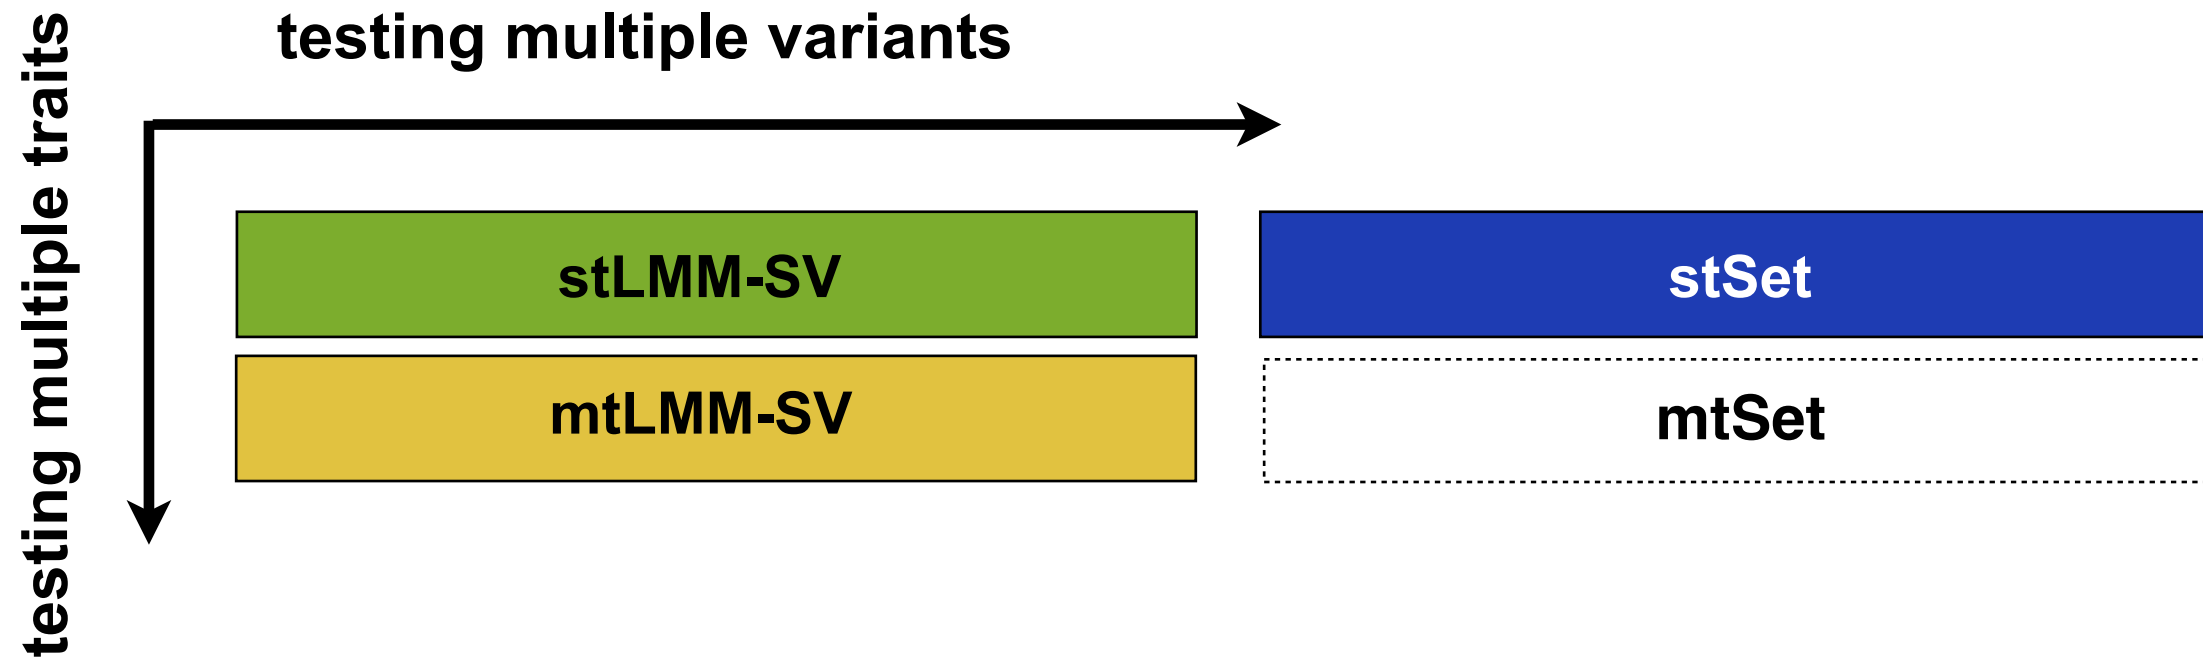 testing multiple variants
testing multiple traits
stLMM-SV
stSet
mtLMM-SV
mtSet